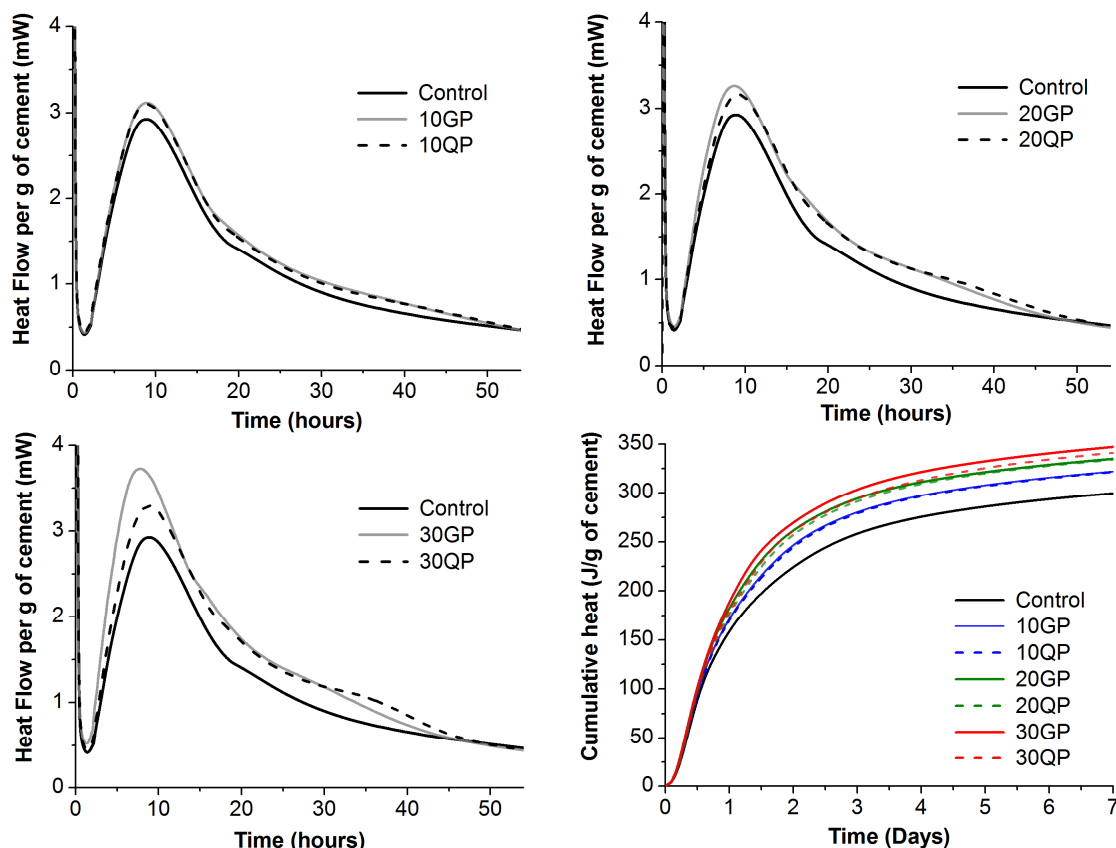 Heat Flow per g of cement (mW)
4
3
2
1
0
Control
10GP
10QP
0 10 20 30 40 50
Time (hours)
Heat Flow per g of cement (mW)
4
3
2
1
0
Control
20GP
20QP
0 10 20 30 40 50
Time (hours)
Heat Flow per g of cement (mW)
4
3
2
1
0
Control
30GP
30QP
0 10 20 30 40 50
Time (hours)
Cumulative heat (J/g of cement)
350
300
250
200
150
100
50
0
Control
10GP
10QP
20GP
20QP
30GP
30QP
0 1 2 3 4 5 6 7
Time (Days)